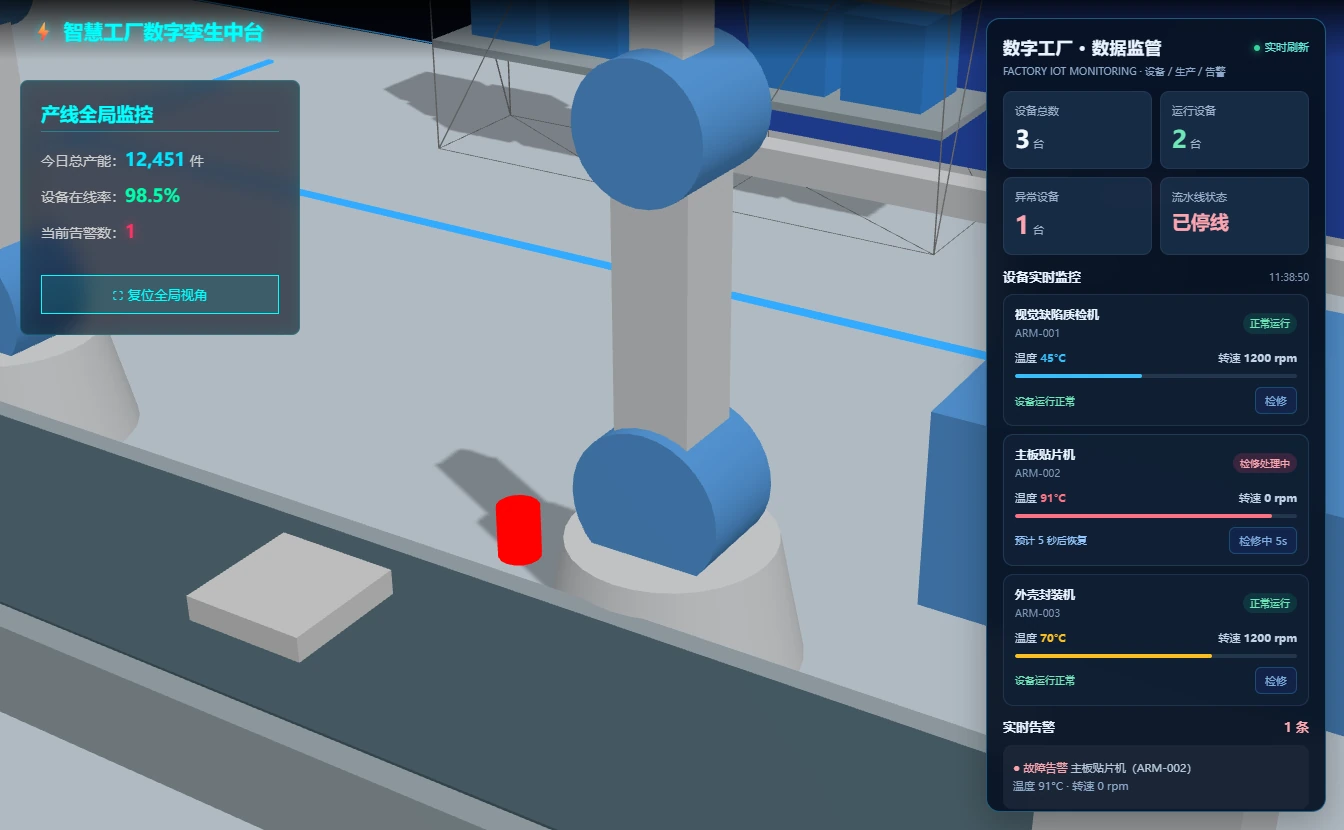 智慧工厂数字孪生中台
产线全局监控
今日总产能: 12,451 件
设备在线率: 98.5%
当前告警数: 1
复位全局视角
数字工厂 • 数据监管
实时刷新
FACTORY IOT MONITORING · 设备 / 生产 / 告警
设备总数
3 台
运行设备
2 台
异常设备
1 台
流水线状态
已停线
设备实时监控
11:38:50
视觉缺陷质检机
ARM-001
正常运行
温度 45°C
转速 1200 rpm
设备运行正常
检修
主板贴片机
ARM-002
检修处理中
温度 91°C
转速 0 rpm
预计 5 秒后恢复
检修中 5s
外壳封装机
ARM-003
正常运行
温度 70°C
转速 1200 rpm
设备运行正常
检修
实时告警
1 条
● 故障告警 主板贴片机（ARM-002）
温度 91°C · 转速 0 rpm